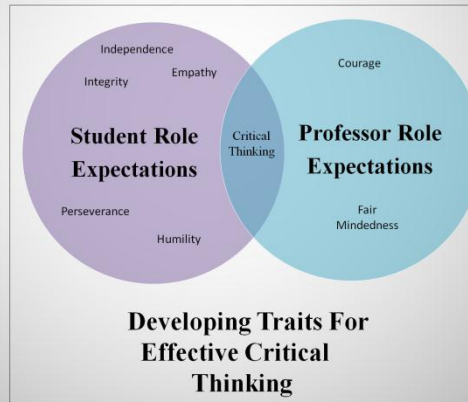 Independence
Empathy
Integrity
Student Role
Expectations
Perseverance
Humility
Critical
Thinking
Courage
Professor Role
Expectations
Fair
Mindedness
Developing Traits For
Effective Critical
Thinking